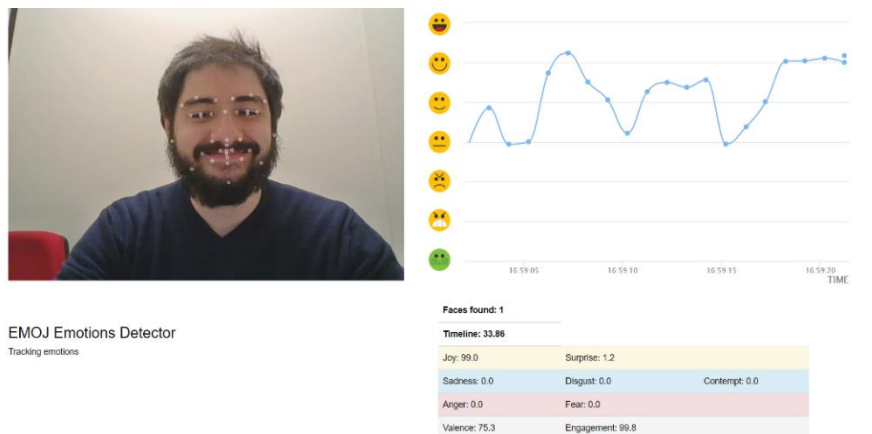 16:59:05 16:59:10 16:59:15 16:59:20
TIME
EMOJ Emotions Detector
Tracking emotions
Faces found: 1
Timeline: 33.86
Joy: 99.0 Surprise: 1.2
Sadness: 0.0 Disgust: 0.0 Contempt: 0.0
Anger: 0.0 Fear: 0.0
Valence: 75.3 Engagement: 99.8